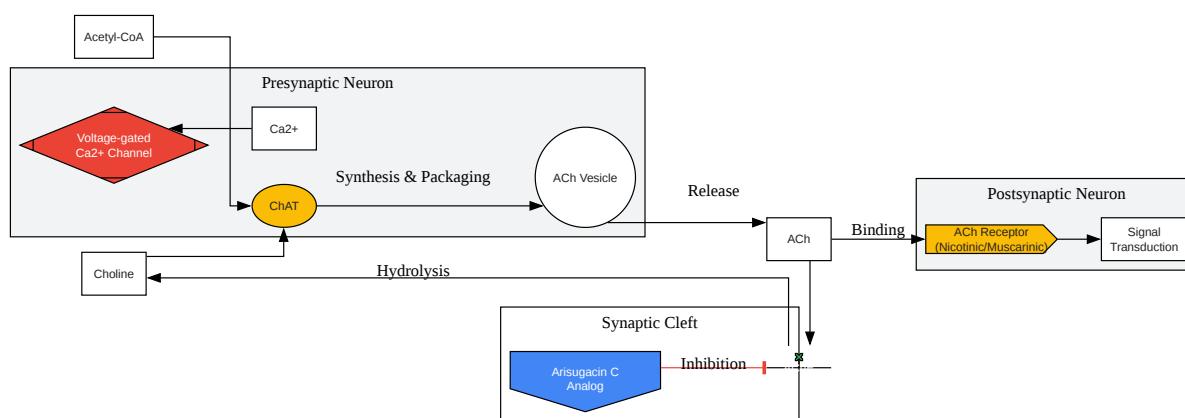 Acetyl-CoA
Presynaptic Neuron
Voltage-gated
Ca2+ Channel
Ca2+
Synthesis & Packaging
ChAT
ACh Vesicle
Release
ACh
Binding
Postsynaptic Neuron
ACh Receptor
(Nicotinic/Muscarinic)
Signal
Transduction
Choline
Hydrolysis
Synaptic Cleft
Arisugacin C
Analog
Inhibition